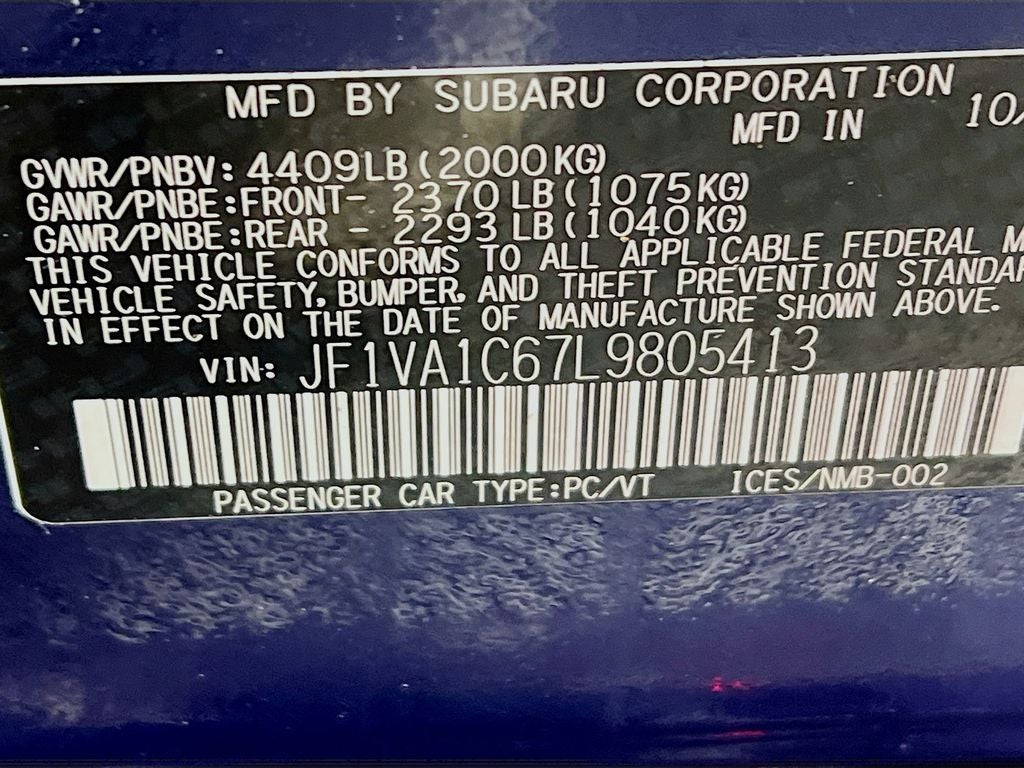 MFD BY SUBARU CORPORATION
MFD IN 10/
GVWR/PNBV: 4409LB(2000KG)
GAWR/PNBE:FRONT- 2370LB(1075KG)
GAWR/PNBE:REAR - 2293LB(1040KG)
THIS VEHICLE CONFORMS TO ALL APPLICABLE FEDERAL M
VEHICLE SAFETY, BUMPER, AND THEFT PREVENTION STANDAR
IN EFFECT ON THE DATE OF MANUFACTURE SHOWN ABOVE.
VIN: JF1VA1C67L9805413
PASSENGER CAR TYPE:PC/VT ICES/NMB-002